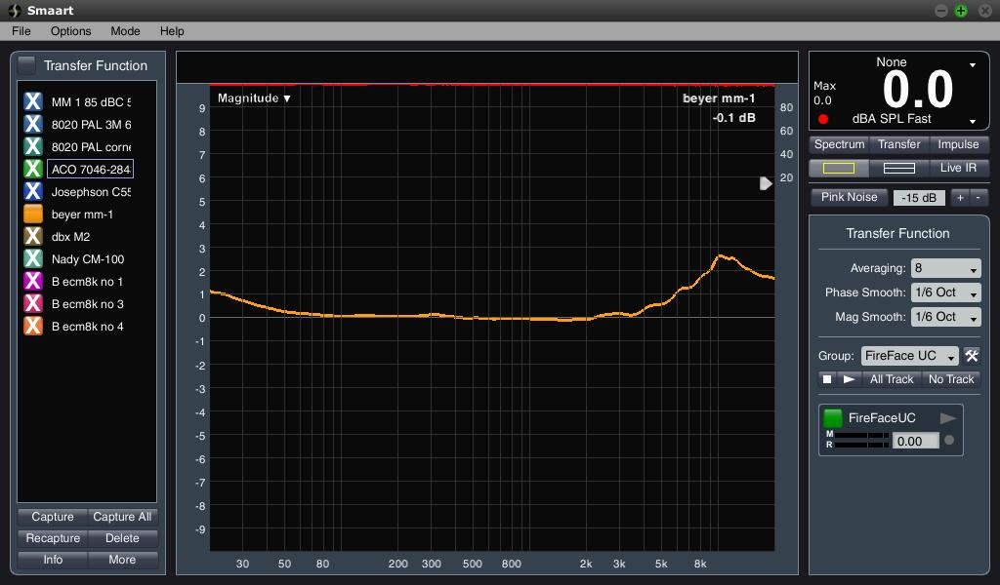 Smaart
File Options Mode Help
Transfer Function
MM 1 85 dBC 5
8020 PAL 3M 6
8020 PAL corne
ACO 7046-284
Josephson C55
beyer mm-1
dbx M2
Nady CM-100
B ecm8k no 1
B ecm8k no 3
B ecm8k no 4
Capture Capture All
Recapture Delete
Info More
Magnitude ▼
beyer mm-1
-0.1 dB
9
8
7
6
5
4
3
2
1
0
-1
-2
-3
-4
-5
-6
-7
-8
-9
80
60
40
20
30 50 80 200 300 500 800 2k 3k 5k 8k
None
Max
0.0
0.0
dBA SPL Fast
Spectrum Transfer Impulse
Live IR
Pink Noise -15 dB + -
Transfer Function
Averaging: 8
Phase Smooth: 1/6 Oct
Mag Smooth: 1/6 Oct
Group: FireFace UC
All Track No Track
FireFaceUC
M
R
0.00